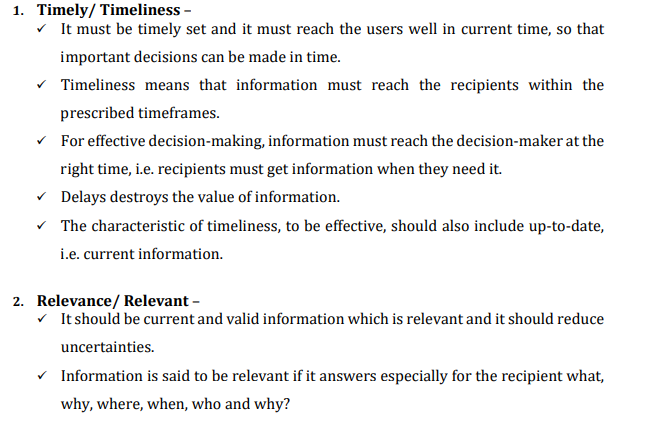 1. Timely/ Timeliness –
✓ It must be timely set and it must reach the users well in current time, so that
important decisions can be made in time.
✓ Timeliness means that information must reach the recipients within the
prescribed timeframes.
✓ For effective decision-making, information must reach the decision-maker at the
right time, i.e. recipients must get information when they need it.
✓ Delays destroys the value of information.
✓ The characteristic of timeliness, to be effective, should also include up-to-date,
i.e. current information.
2. Relevance/ Relevant –
✓ It should be current and valid information which is relevant and it should reduce
uncertainties.
✓ Information is said to be relevant if it answers especially for the recipient what,
why, where, when, who and why?